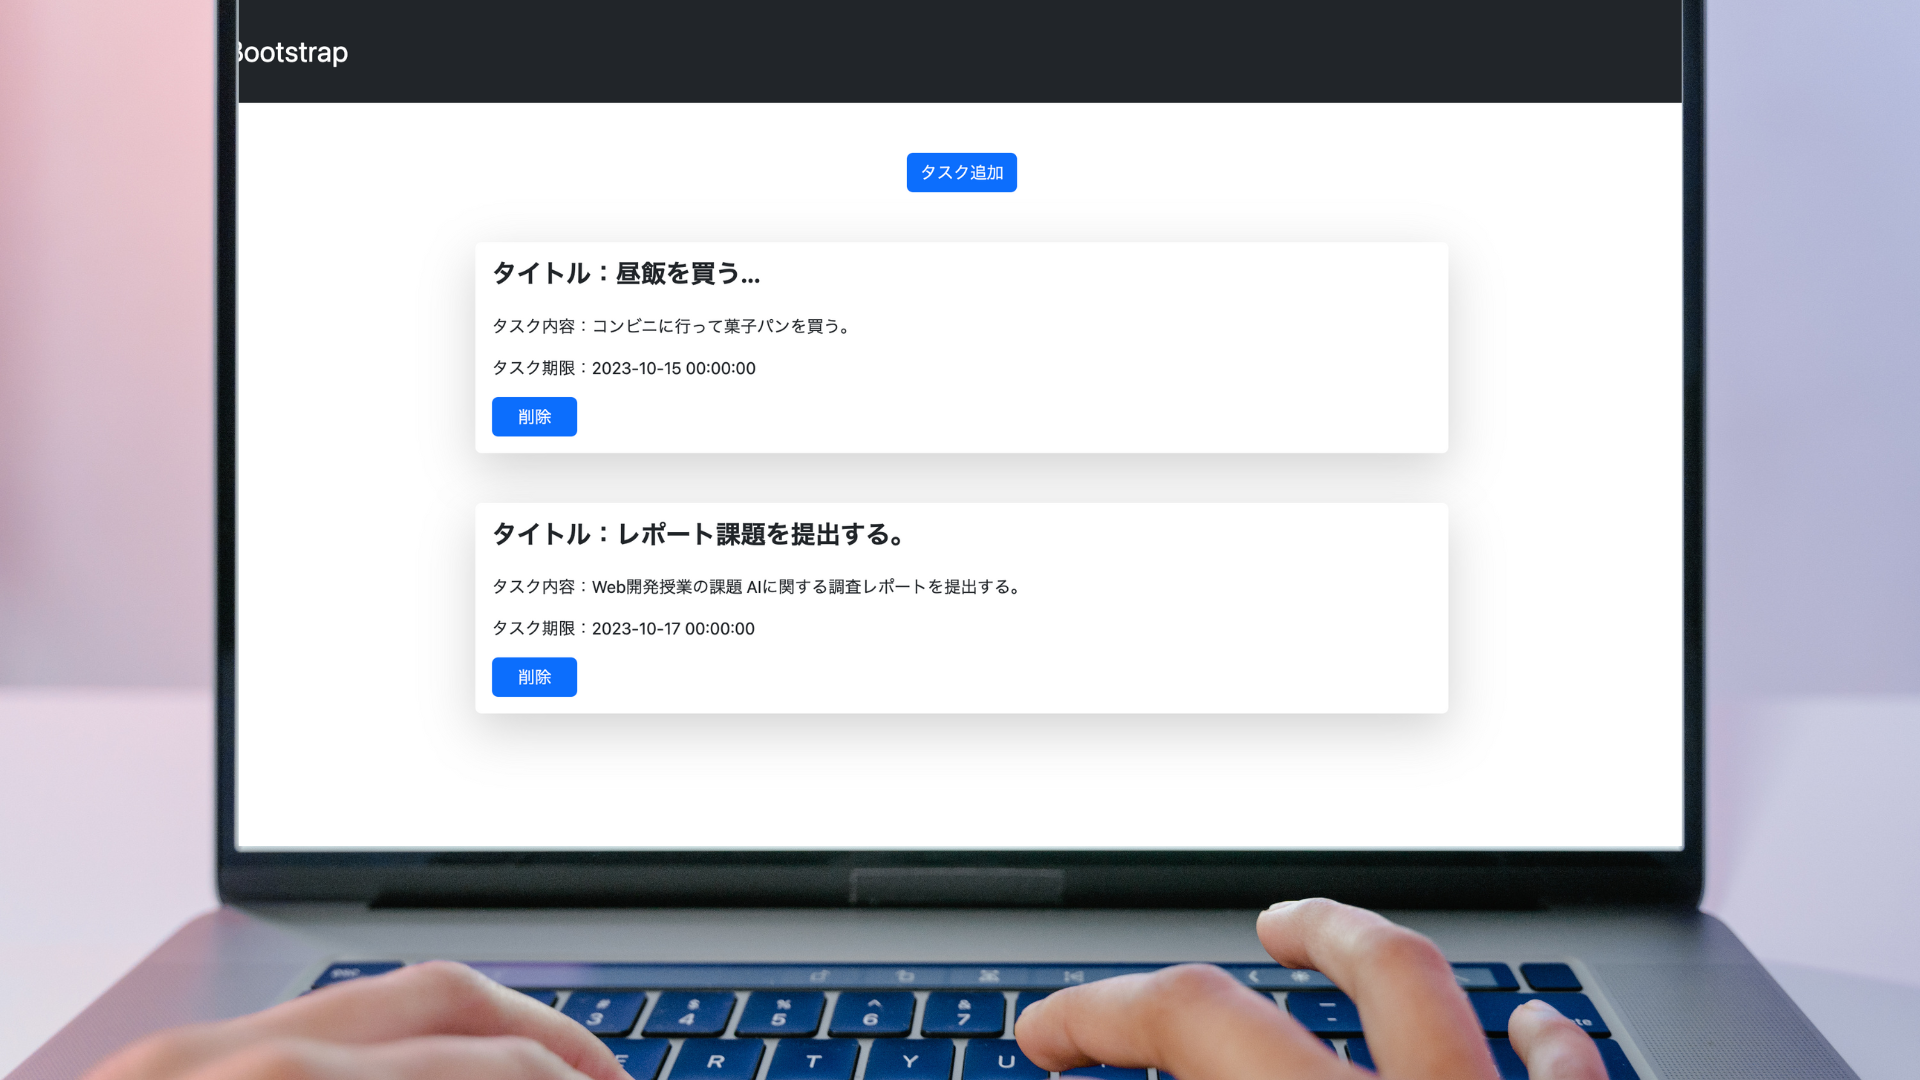 Bootstrap
タスク追加
タイトル：昼飯を買う...
タスク内容：コンビニに行って菓子パンを買う。
タスク期限：2023-10-15 00:00:00
削除
タイトル：レポート課題を提出する。
タスク内容：Web開発授業の課題 AIに関する調査レポートを提出する。
タスク期限：2023-10-17 00:00:00
削除
esc
# $ % ^ &
3 4 5 6 7
E R T Y U